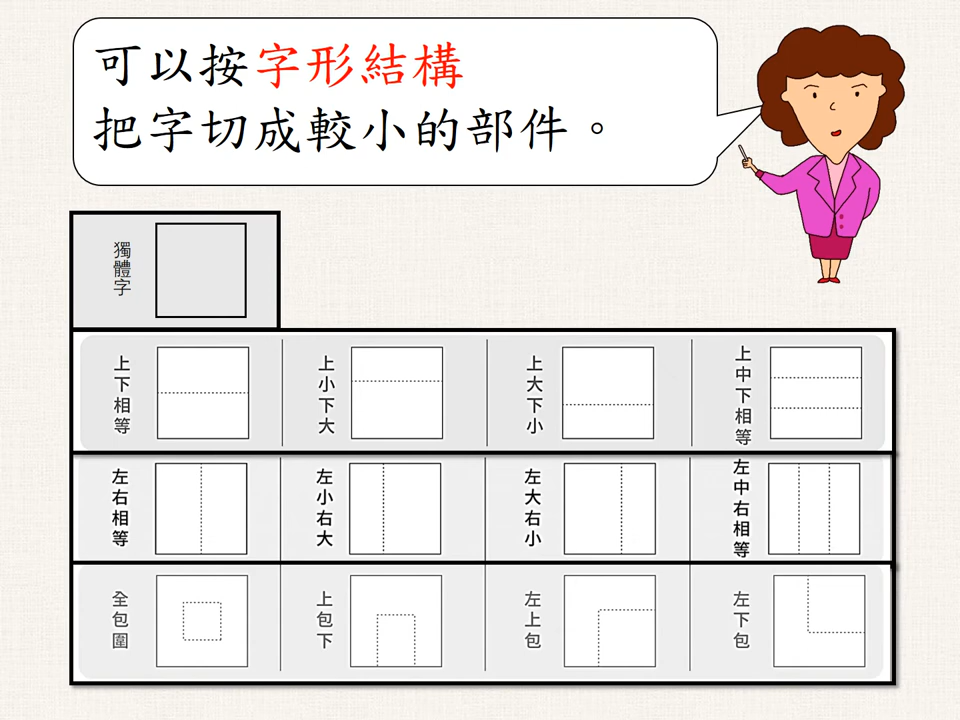 可以按字形結構
把字切成較小的部件。
獨體字
上下相等
上小下大
上大下小
上中下相等
左右相等
左小右大
左大右小
左中右相等
全包圍
上包下
左上包
左下包